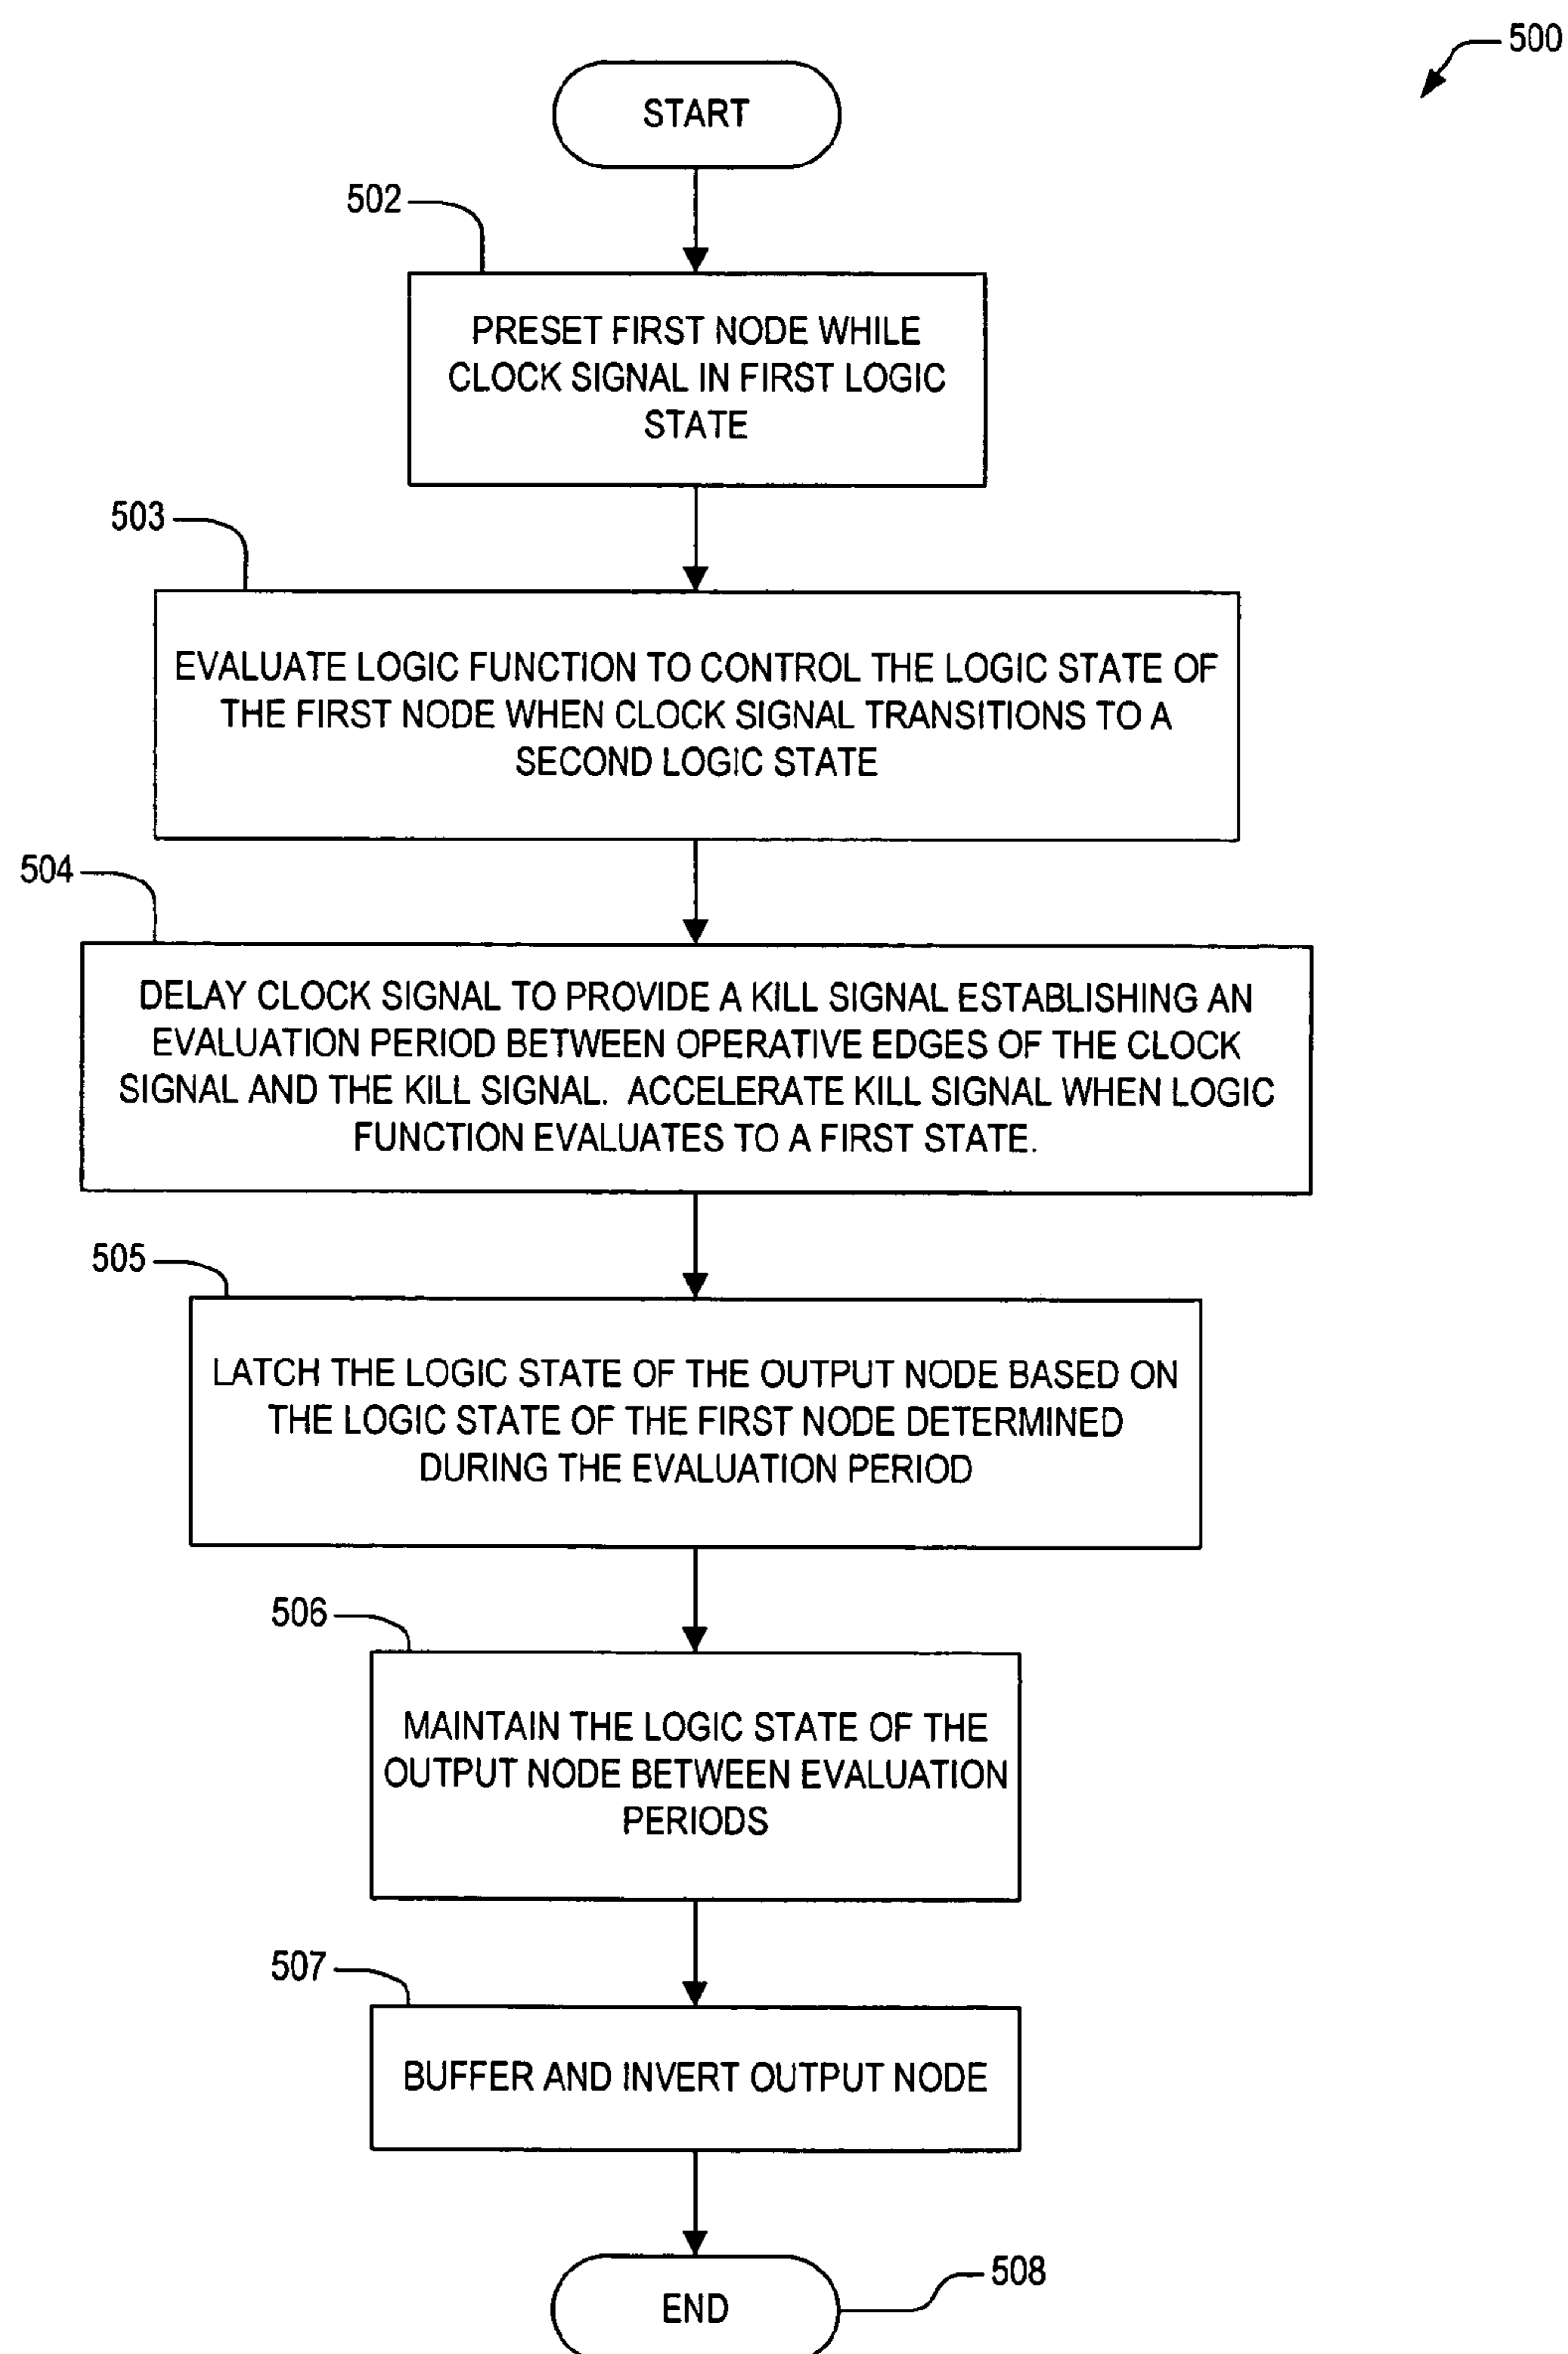 500
START
502
PRESET FIRST NODE WHILE
CLOCK SIGNAL IN FIRST LOGIC
STATE
503
EVALUATE LOGIC FUNCTION TO CONTROL THE LOGIC STATE OF
THE FIRST NODE WHEN CLOCK SIGNAL TRANSITIONS TO A
SECOND LOGIC STATE
504
DELAY CLOCK SIGNAL TO PROVIDE A KILL SIGNAL ESTABLISHING AN
EVALUATION PERIOD BETWEEN OPERATIVE EDGES OF THE CLOCK
SIGNAL AND THE KILL SIGNAL. ACCELERATE KILL SIGNAL WHEN LOGIC
FUNCTION EVALUATES TO A FIRST STATE.
505
LATCH THE LOGIC STATE OF THE OUTPUT NODE BASED ON
THE LOGIC STATE OF THE FIRST NODE DETERMINED
DURING THE EVALUATION PERIOD
506
MAINTAIN THE LOGIC STATE OF THE
OUTPUT NODE BETWEEN EVALUATION
PERIODS
507
BUFFER AND INVERT OUTPUT NODE
508
END